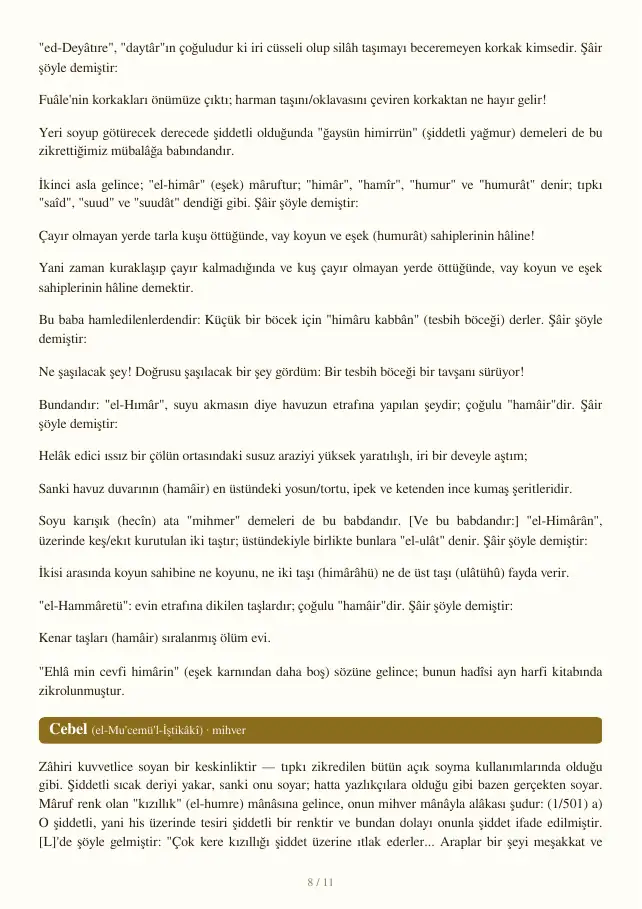 "ed-Deyâtıre", "daytâr"ın çoğuludur ki iri cüsseli olup silâh taşımayı beceremeyen korkak kimsedir. Şâir
şöyle demiştir:
Fuâle'nin korkakları önümüze çıktı; harman taşını/oklavasını çeviren korkaktan ne hayır gelir!
Yeri soyup götürecek derecede şiddetli olduğunda "ğaysün himirrün" (şiddetli yağmur) demeleri de bu
zikrettiğimiz mübalâğa babındandır.
İkinci asla gelince; "el-himâr" (eşek) mâruftur; "himâr", "hamîr", "humur" ve "humurât" denir; tıpkı
"saîd", "suud" ve "suudât" dendiği gibi. Şâir şöyle demiştir:
Çayır olmayan yerde tarla kuşu öttüğünde, vay koyun ve eşek (humurât) sahiplerinin hâline!
Yani zaman kuraklaşıp çayır kalmadığında ve kuş çayır olmayan yerde öttüğünde, vay koyun ve eşek
sahiplerinin hâline demektir.
Bu baba hamledilenlerdendir: Küçük bir böcek için "himâru kabbân" (tesbih böceği) derler. Şâir şöyle
demiştir:
Ne şaşılacak şey! Doğrusu şaşılacak bir şey gördüm: Bir tesbih böceği bir tavşanı sürüyor!
Bundandır: "el-Hımâr", suyu akmasın diye havuzun etrafına yapılan şeydir; çoğulu "hamâir"dir. Şâir
şöyle demiştir:
Helâk edici ıssız bir çölün ortasındaki susuz araziyi yüksek yaratılışlı, iri bir deveyle aştım;
Sanki havuz duvarının (hamâir) en üstündeki yosun/tortu, ipek ve ketenden ince kumaş şeritleridir.
Soyu karışık (hecîn) ata "mihmer" demeleri de bu babdandır. [Ve bu babdandır:] "el-Himârân",
üzerinde keş/ekıt kurutulan iki taştır; üstündekiyle birlikte bunlara "el-ulât" denir. Şâir şöyle demiştir:
İkisi arasında koyun sahibine ne koyunu, ne iki taşı (himârâhü) ne de üst taşı (ulâtühû) fayda verir.
"el-Hammâretü": evin etrafına dikilen taşlardır; çoğulu "hamâir"dir. Şâir şöyle demiştir:
Kenar taşları (hamâir) sıralanmış ölüm evi.
"Ehlâ min cevfi himârin" (eşek karnından daha boş) sözüne gelince; bunun hadîsi ayn harfi kitabında
zikrolunmuştur.
Cebel (el-Mu'cemü'l-İştikâkî) · mihver
Zâhiri kuvvetlice soyan bir keskinliktir — tıpkı zikredilen bütün açık soyma kullanımlarında olduğu
gibi. Şiddetli sıcak deriyi yakar, sanki onu soyar; hatta yazlıkçılara olduğu gibi bazen gerçekten soyar.
Mâruf renk olan "kızıllık" (el-humre) mânâsına gelince, onun mihver mânâyla alâkası şudur: (1/501) a)
O şiddetli, yani his üzerinde tesiri şiddetli bir renktir ve bundan dolayı onunla şiddet ifade edilmiştir.
[L]'de şöyle gelmiştir: "Çok kere kızıllığı şiddet üzerine ıtlak ederler... Araplar bir şeyi meşakkat ve
8 / 11